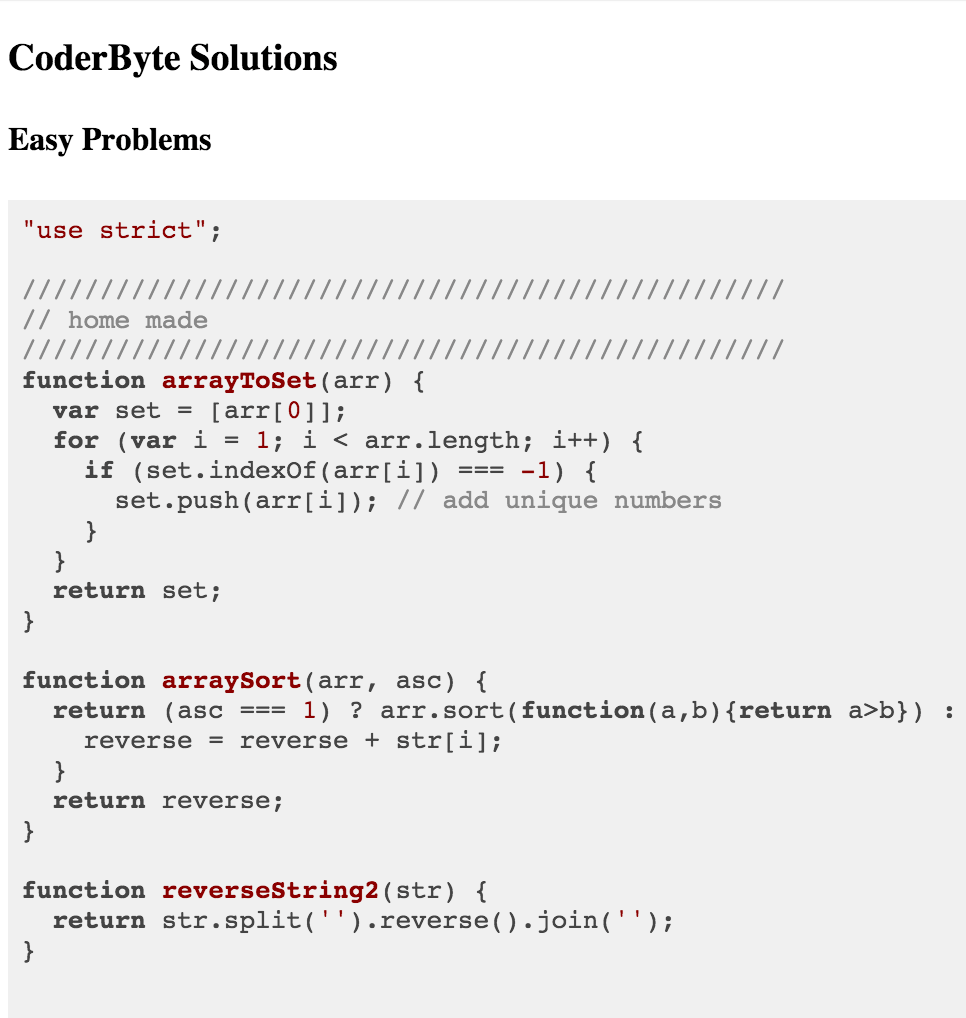 CoderByte Solutions
Easy Problems
"use strict";
/////////////////////////////////////////////////
// home made
/////////////////////////////////////////////////
function arrayToSet(arr) {
  var set = [arr[0]];
  for (var i = 1; i < arr.length; i++) {
    if (set.indexOf(arr[i]) === -1) {
      set.push(arr[i]); // add unique numbers
    }
  }
  return set;
}
function arraySort(arr, asc) {
  return (asc === 1) ? arr.sort(function(a,b){return a>b}) :
    reverse = reverse + str[i];
  }
  return reverse;
}
function reverseString2(str) {
  return str.split('').reverse().join('');
}